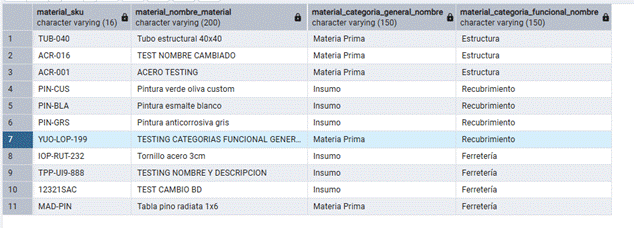 material_sku material_nombre_material material_categoria_general_nombre material_categoria_funcional_nombre
character varying (16) character varying (200) character varying (150) character varying (150)
1 TUB-040 Tubo estructural 40x40 Materia Prima Estructura
2 ACR-016 TEST NOMBRE CAMBIADO Materia Prima Estructura
3 ACR-001 ACERO TESTING Materia Prima Estructura
4 PIN-CUS Pintura verde oliva custom Insumo Recubrimiento
5 PIN-BLA Pintura esmalte blanco Insumo Recubrimiento
6 PIN-GRS Pintura anticorrosiva gris Insumo Recubrimiento
7 YUO-LOP-199 TESTING CATEGORIAS FUNCIONAL GENER... Materia Prima Recubrimiento
8 IOP-RUT-232 Tornillo acero 3cm Insumo Ferretería
9 TPP-UI9-888 TESTING NOMBRE Y DESCRIPCION Insumo Ferretería
10 12321SAC TEST CAMBIO BD Insumo Ferretería
11 MAD-PIN Tabla pino radiata 1x6 Materia Prima Ferretería